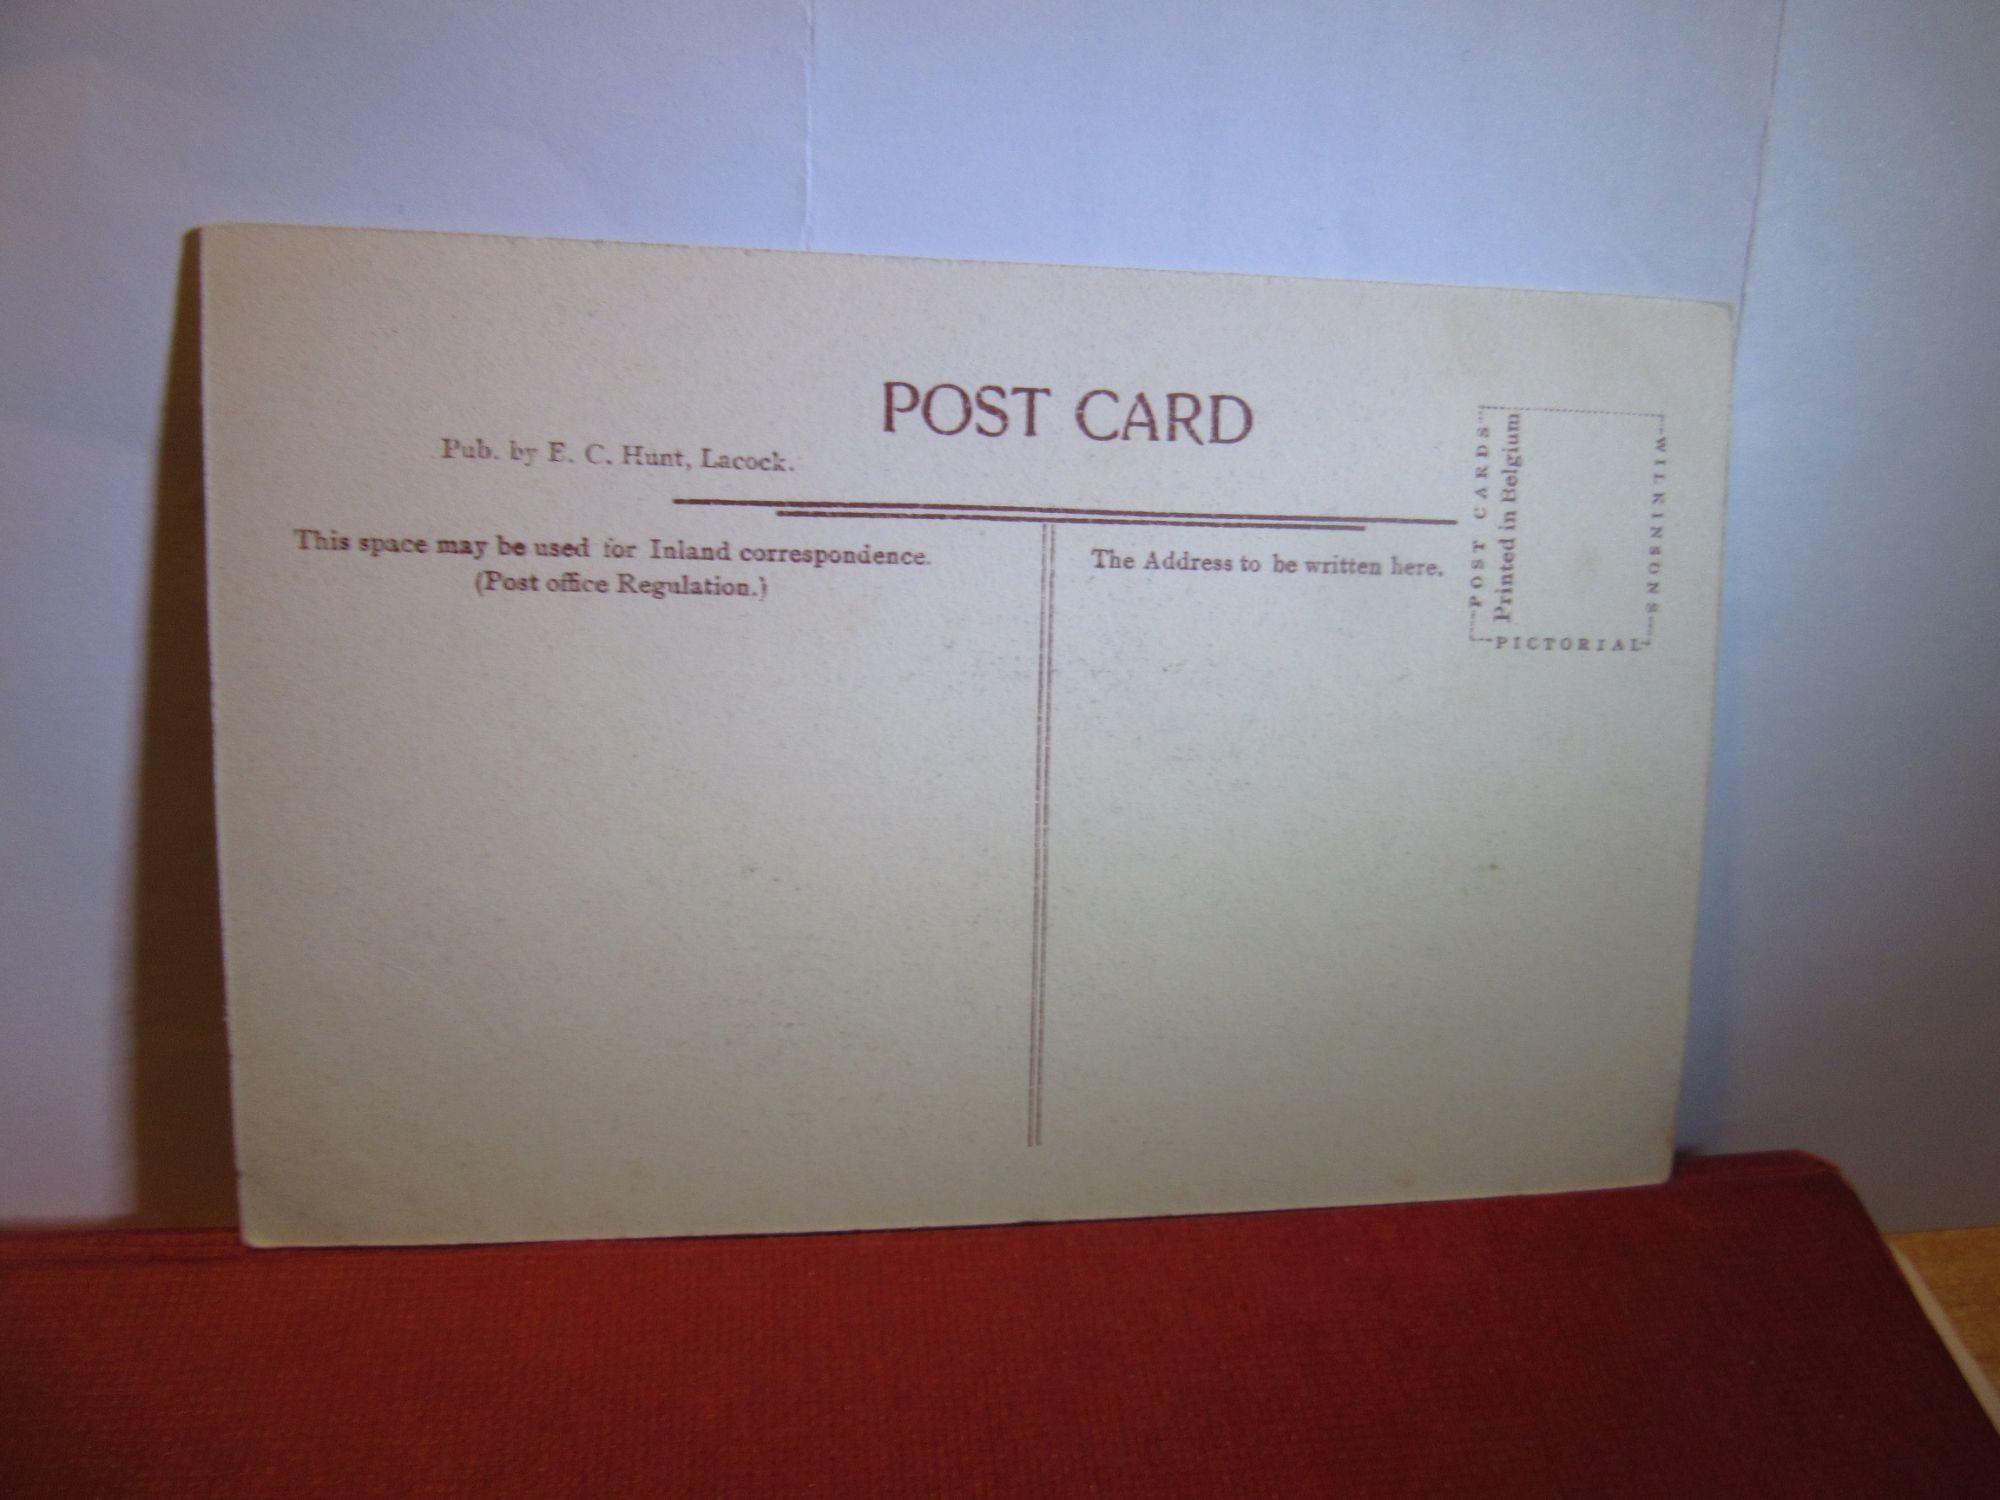 POST CARD
Pub. by E. C. Hunt, Lacock.
This space may be used for Inland correspondence.
(Post office Regulation.)
The Address to be written here.
WILKINSONS
PICTORIAL
POST CARDS
Printed in Belgium